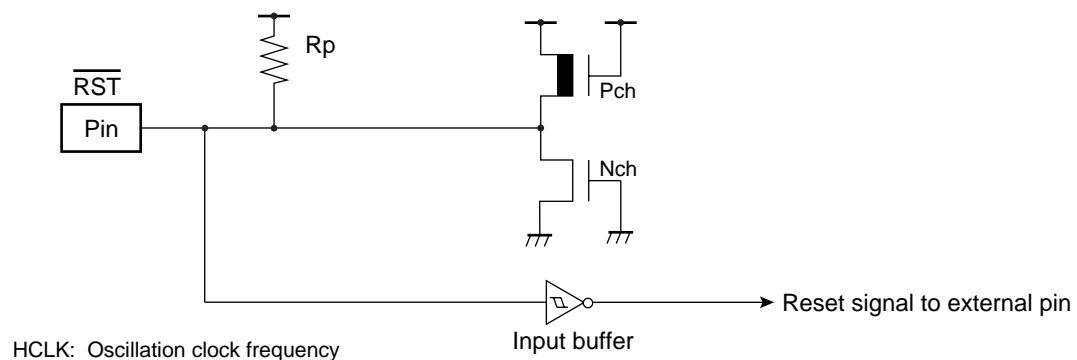 Rp
RST
Pch
Pin
Nch
Reset signal to external pin
Input buffer
HCLK: Oscillation clock frequency